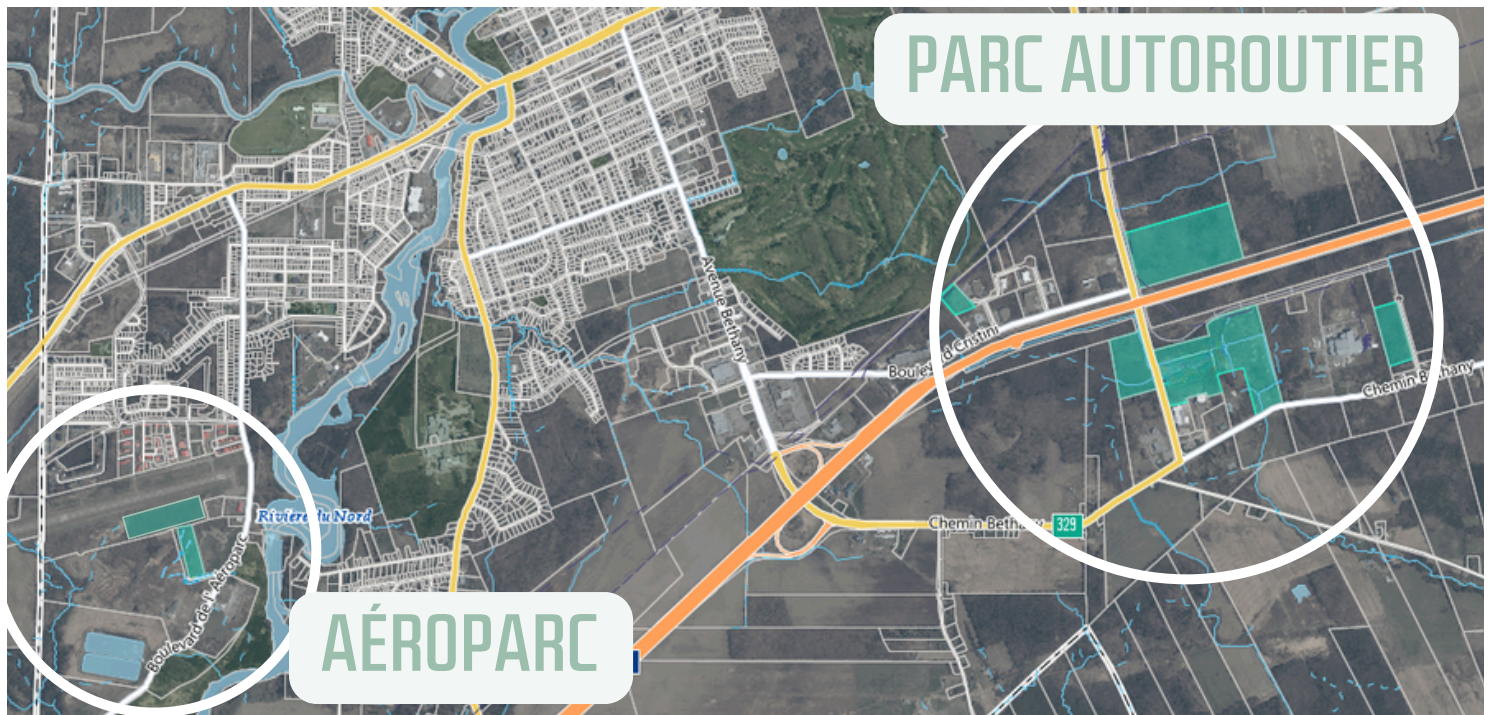 PARC AUTOROUTIER
Avenue Bethany
Boulevard Cristini
Chemin Bethany
Rivière du Nord
Chemin Bethany
329
Boulevard de l'Aéroparc
AÉROPARC